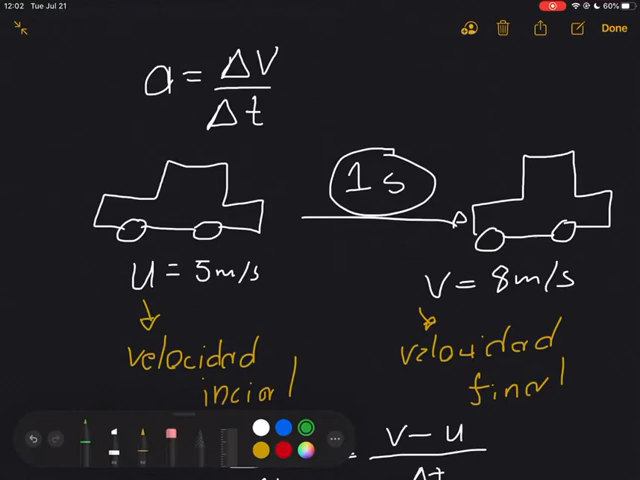 12:02 Tue Jul 21
60%
Done
a = ΔV
Δt
1s
u = 5m/s
v = 8m/s
velocidad
incial
velocidad
final
= v - u
Δt